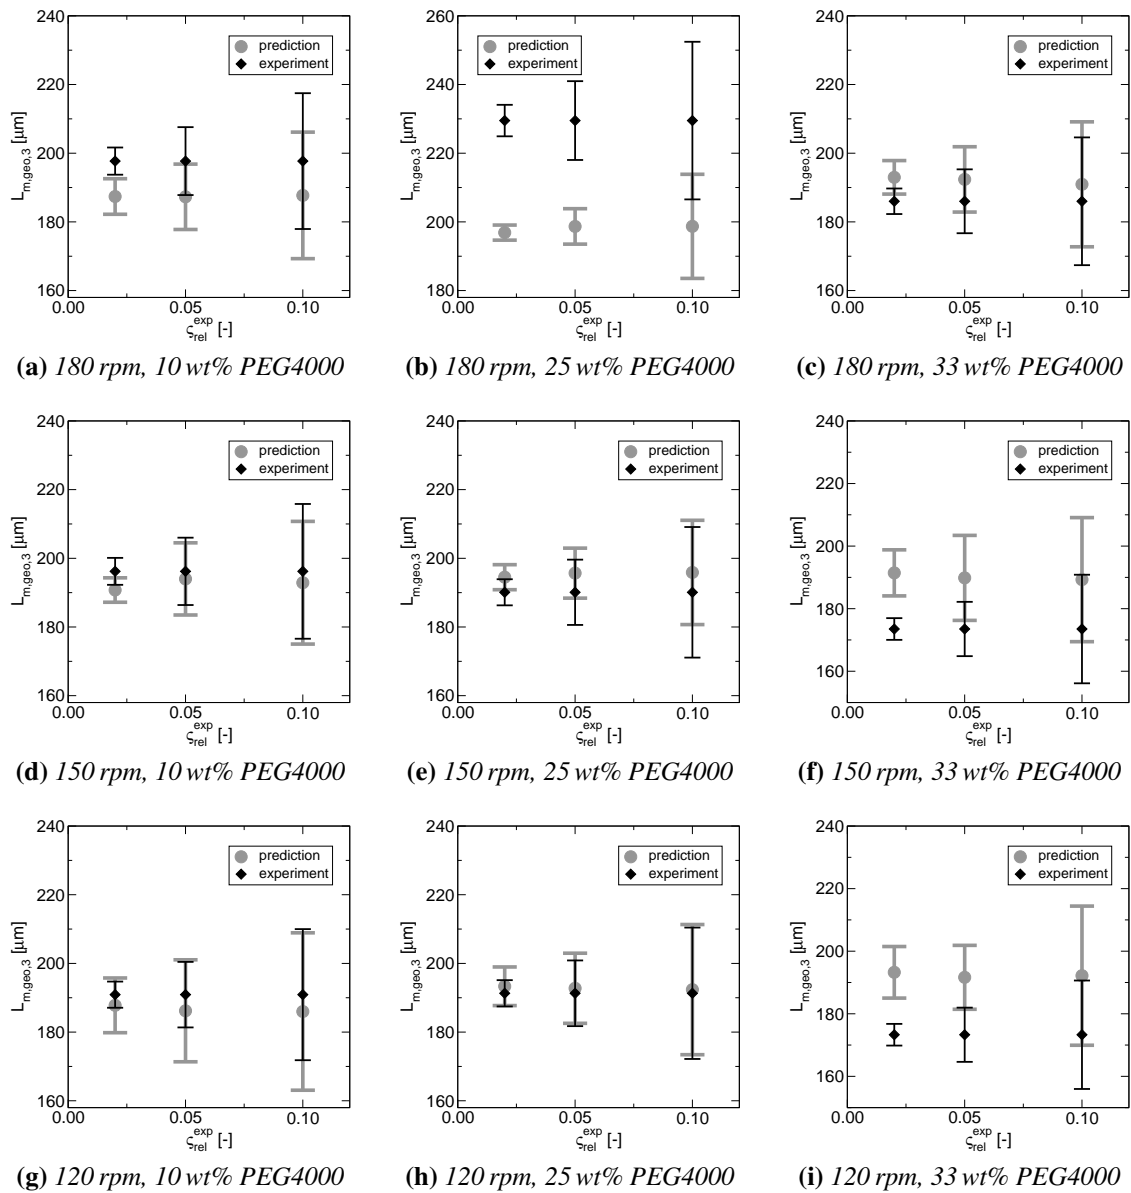 240
220
200
180
160
L_m,geo,3 [µm]
prediction
experiment
0.00 0.05 0.10
ς_rel^exp [-]
(a) 180 rpm, 10 wt% PEG4000
260
240
220
200
180
L_m,geo,3 [µm]
prediction
experiment
0.00 0.05 0.10
ς_rel^exp [-]
(b) 180 rpm, 25 wt% PEG4000
240
220
200
180
160
L_m,geo,3 [µm]
prediction
experiment
0.00 0.05 0.10
ς_rel^exp [-]
(c) 180 rpm, 33 wt% PEG4000
240
220
200
180
160
L_m,geo,3 [µm]
prediction
experiment
0.00 0.05 0.10
ς_rel^exp [-]
(d) 150 rpm, 10 wt% PEG4000
240
220
200
180
160
L_m,geo,3 [µm]
prediction
experiment
0.00 0.05 0.10
ς_rel^exp [-]
(e) 150 rpm, 25 wt% PEG4000
240
220
200
180
160
L_m,geo,3 [µm]
prediction
experiment
0.00 0.05 0.10
ς_rel^exp [-]
(f) 150 rpm, 33 wt% PEG4000
240
220
200
180
160
L_m,geo,3 [µm]
prediction
experiment
0.00 0.05 0.10
ς_rel^exp [-]
(g) 120 rpm, 10 wt% PEG4000
240
220
200
180
160
L_m,geo,3 [µm]
prediction
experiment
0.00 0.05 0.10
ς_rel^exp [-]
(h) 120 rpm, 25 wt% PEG4000
240
220
200
180
160
L_m,geo,3 [µm]
prediction
experiment
0.00 0.05 0.10
ς_rel^exp [-]
(i) 120 rpm, 33 wt% PEG4000